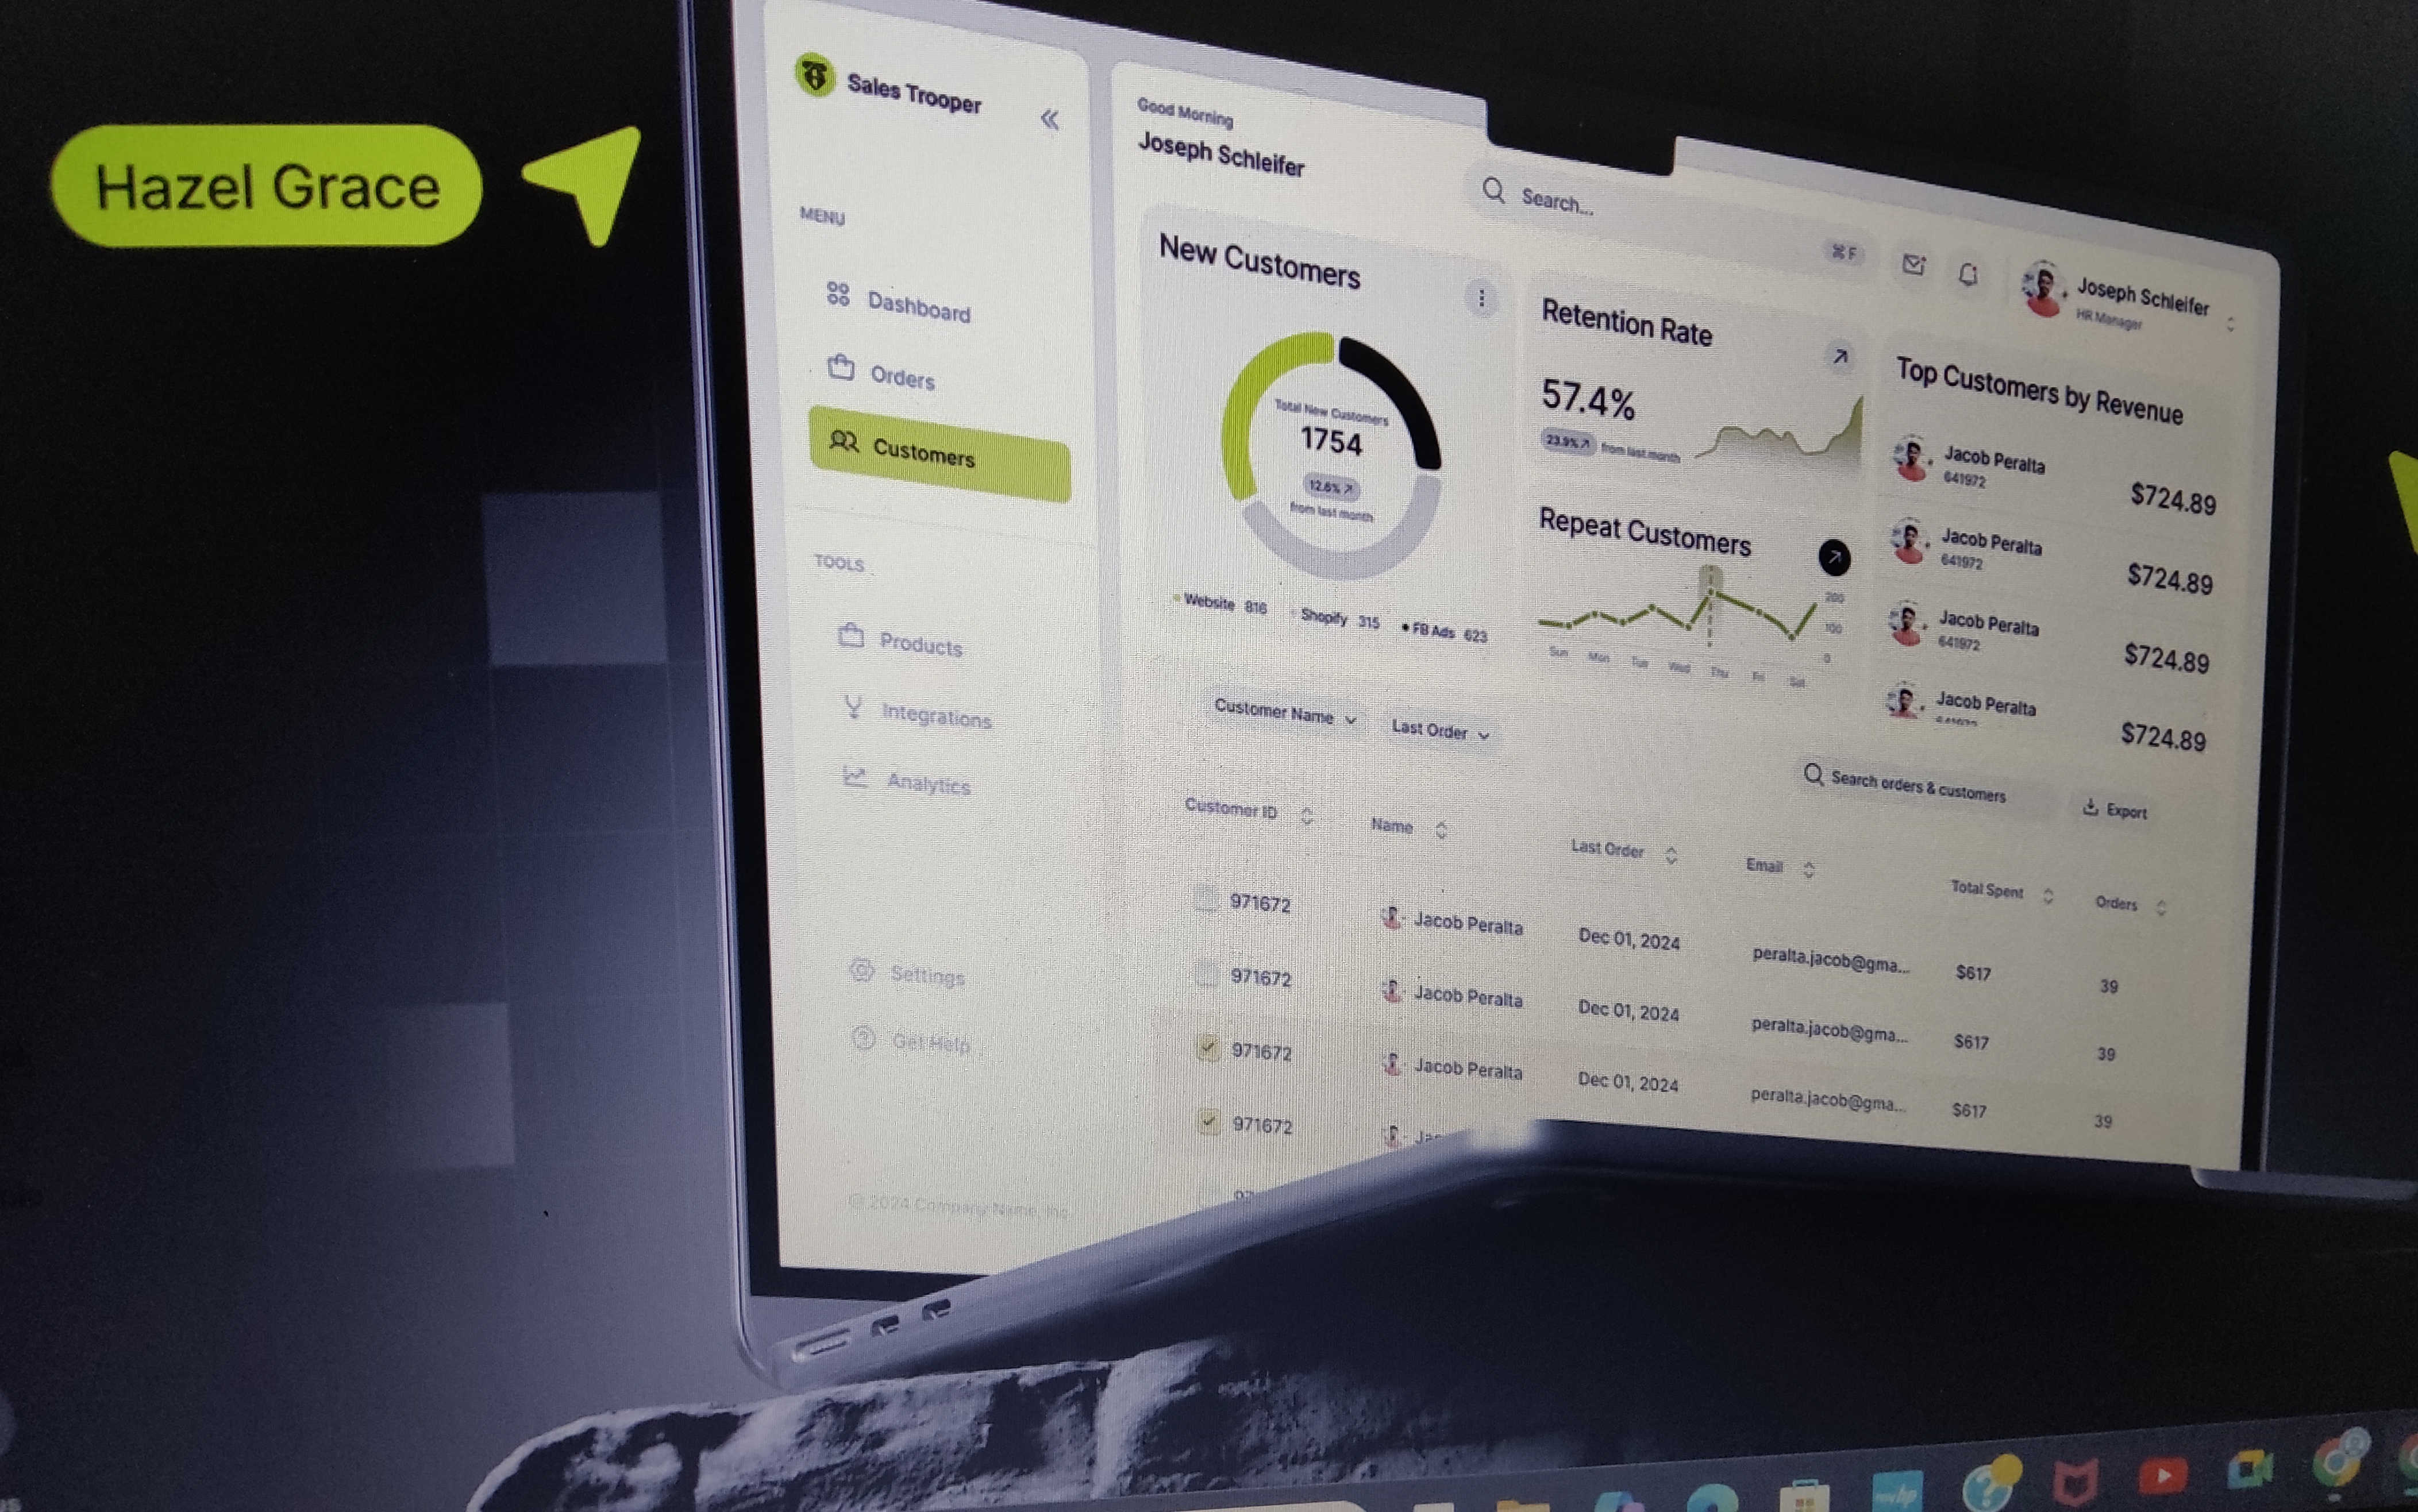 Hazel Grace
Sales Trooper
MENU
Dashboard
Orders
Customers
TOOLS
Products
Integrations
Analytics
Settings
Get Help
© 2024 Company Name, Inc.
Good Morning
Joseph Schleifer
Search...
⌘ F
Joseph Schleifer
HR Manager
New Customers
Total New Customers
1754
12.6%
from last month
Website 816 Shopify 315 FB Ads 623
Retention Rate
57.4%
23.9% from last month
Repeat Customers
200
100
0
Sun Mon Tue Wed Thu Fri Sat
Top Customers by Revenue
Jacob Peralta
641972
$724.89
Jacob Peralta
641972
$724.89
Jacob Peralta
641972
$724.89
Jacob Peralta
$724.89
Customer Name Last Order
Search orders & customers Export
Customer ID Name Last Order Email Total Spent Orders
971672 Jacob Peralta Dec 01, 2024 peralta.jacob@gma... $617 39
971672 Jacob Peralta Dec 01, 2024 peralta.jacob@gma... $617 39
971672 Jacob Peralta Dec 01, 2024 peralta.jacob@gma... $617 39
971672